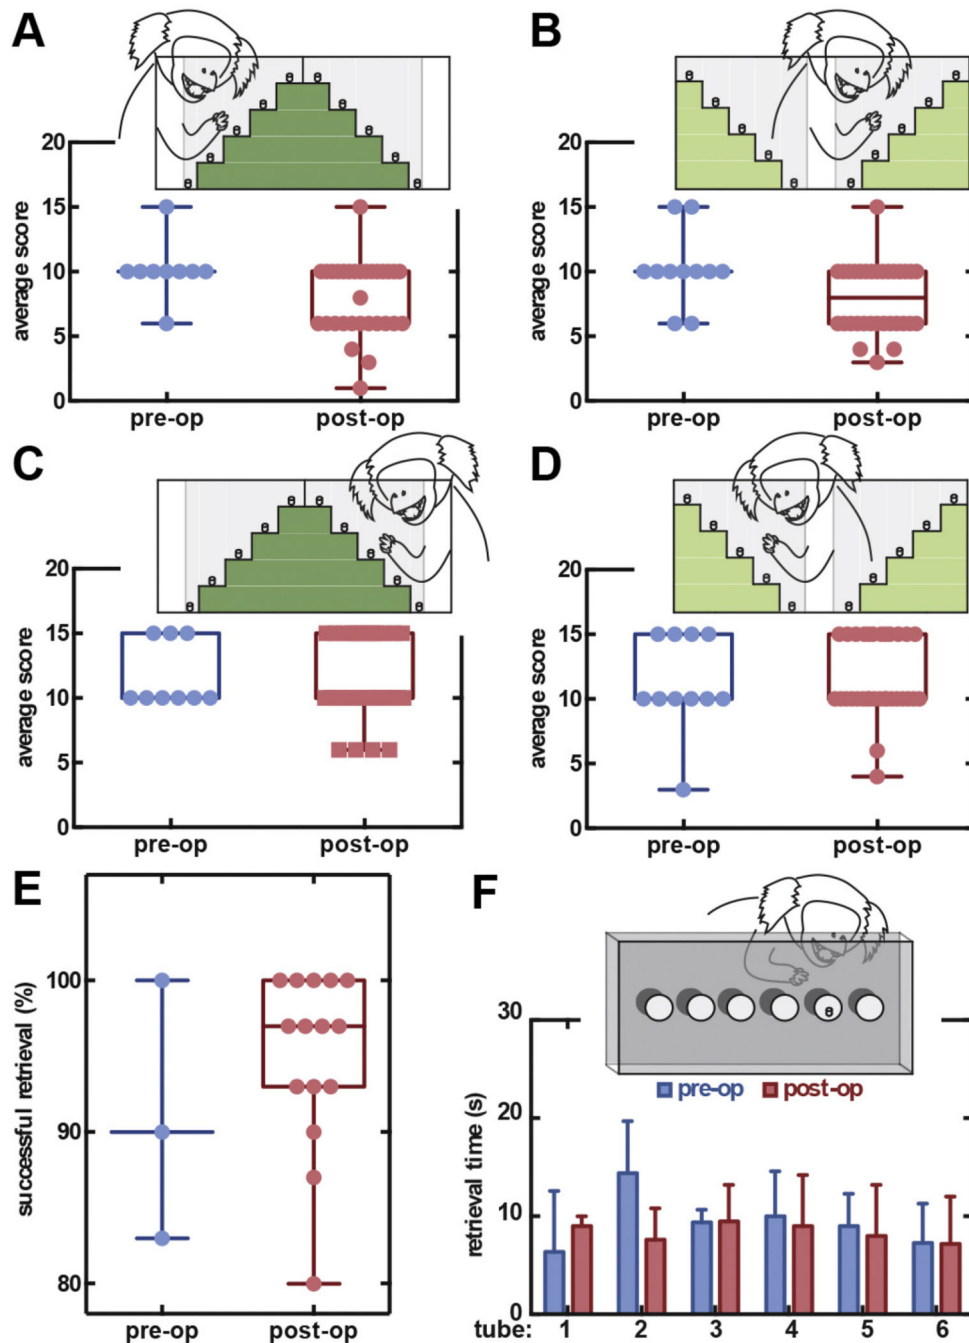 A
B
20
15
10
5
0
average score
pre-op
post-op
20
15
10
5
0
average score
pre-op
post-op
C
D
20
15
10
5
0
average score
pre-op
post-op
20
15
10
5
0
average score
pre-op
post-op
E
F
100
90
80
successful retrieval (%)
pre-op
post-op
30
20
10
0
retrieval time (s)
pre-op post-op
tube: 1 2 3 4 5 6